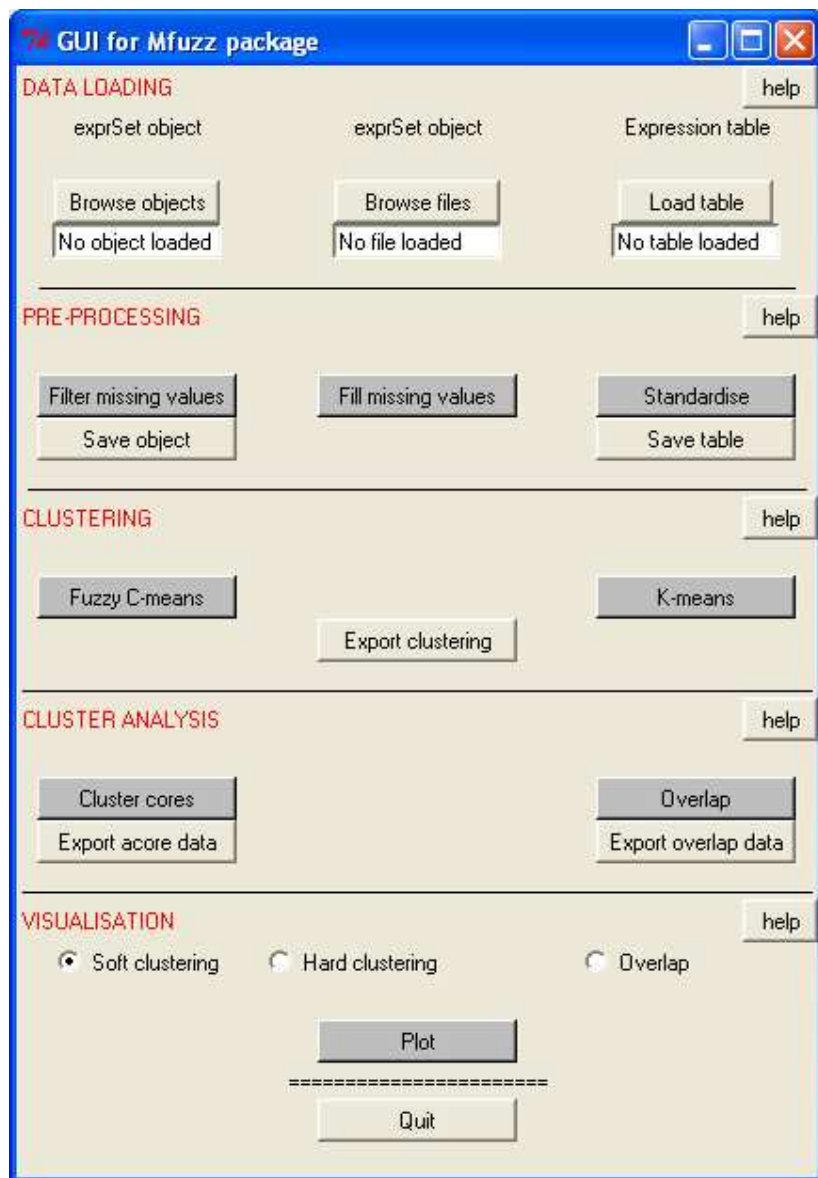 GUI for Mfuzz package
DATA LOADING help
exprSet object exprSet object Expression table
Browse objects Browse files Load table
No object loaded No file loaded No table loaded
PRE-PROCESSING help
Filter missing values Fill missing values Standardise
Save object Save table
CLUSTERING help
Fuzzy C-means K-means
Export clustering
CLUSTER ANALYSIS help
Cluster cores Overlap
Export acore data Export overlap data
VISUALISATION help
Soft clustering Hard clustering Overlap
Plot
=======================
Quit